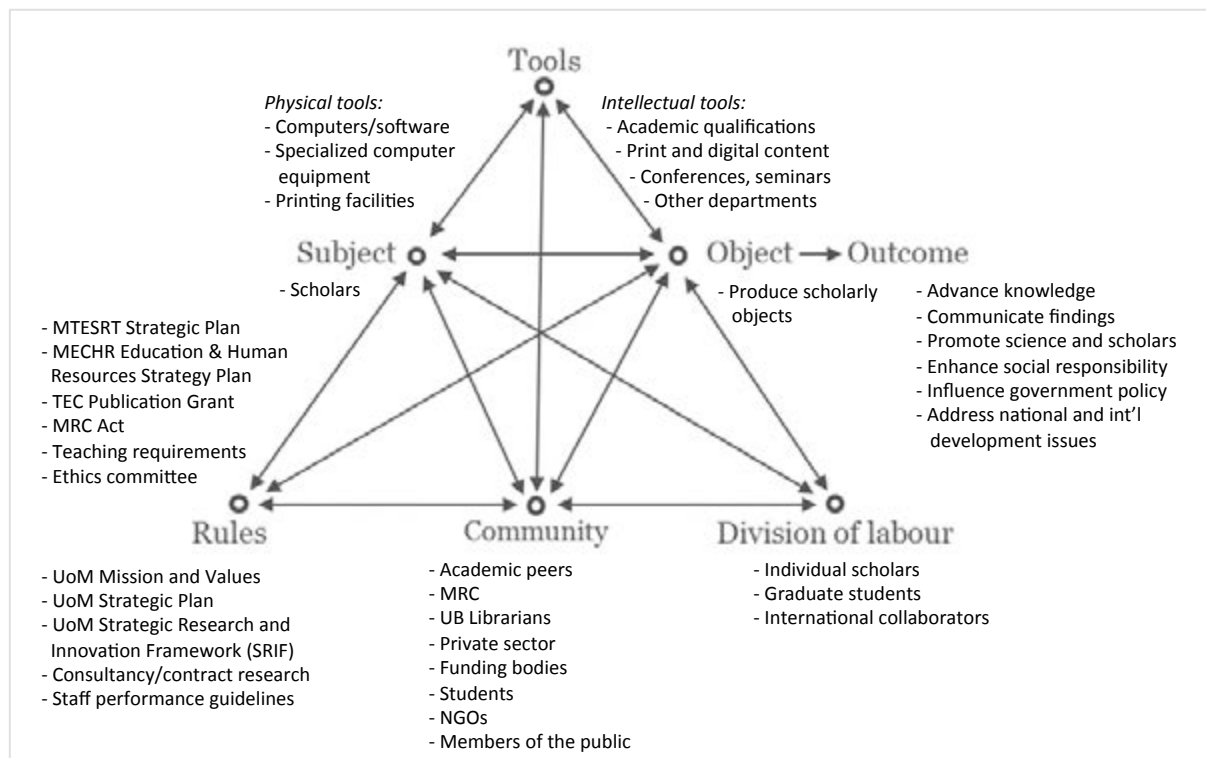 Tools
Physical tools:
- Computers/software
- Specialized computer
equipment
- Printing facilities
Intellectual tools:
- Academic qualifications
- Print and digital content
- Conferences, seminars
- Other departments
Subject
- Scholars
Object
Outcome
- Produce scholarly
objects
- Advance knowledge
- Communicate findings
- Promote science and scholars
- Enhance social responsibility
- Influence government policy
- Address national and int'l
development issues
- MTESRT Strategic Plan
- MECHR Education & Human
Resources Strategy Plan
- TEC Publication Grant
- MRC Act
- Teaching requirements
- Ethics committee
Rules
- UoM Mission and Values
- UoM Strategic Plan
- UoM Strategic Research and
Innovation Framework (SRIF)
- Consultancy/contract research
- Staff performance guidelines
Community
- Academic peers
- MRC
- UB Librarians
- Private sector
- Funding bodies
- Students
- NGOs
- Members of the public
Division of labour
- Individual scholars
- Graduate students
- International collaborators